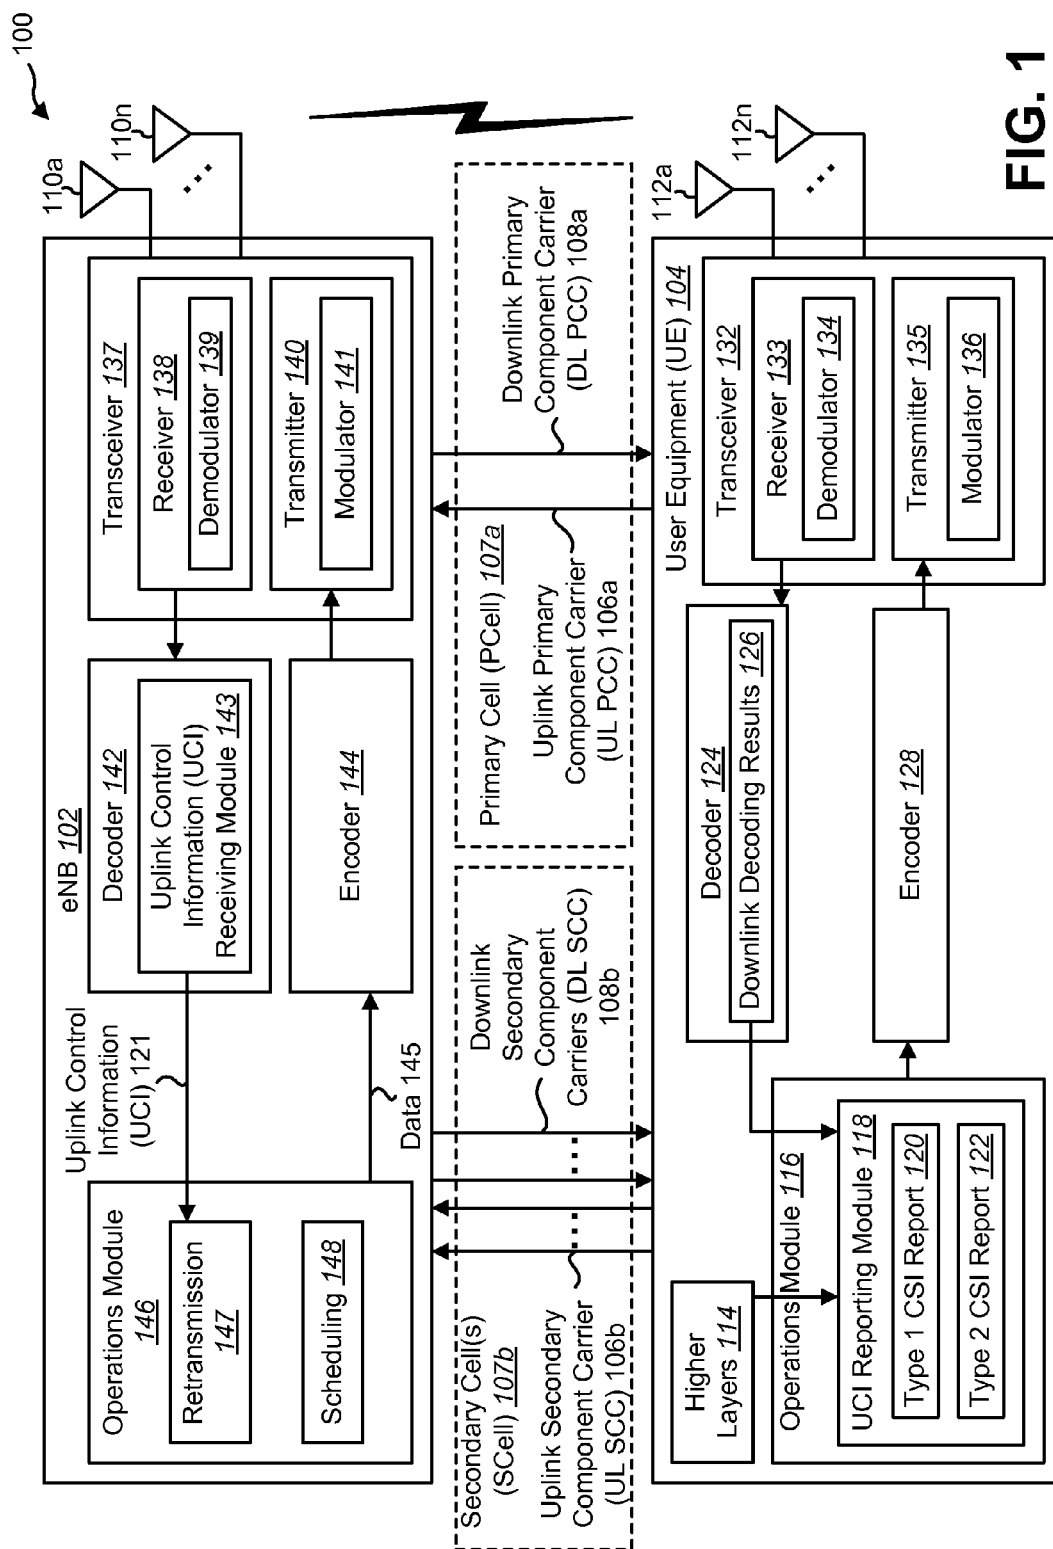 100
110a
110n
eNB 102
Operations Module
146
Retransmission
147
Scheduling 148
Uplink Control
Information
(UCI) 121
Data 145
Decoder 142
Uplink Control
Information (UCI)
Receiving Module 143
Encoder 144
Transceiver 137
Receiver 138
Demodulator 139
Transmitter 140
Modulator 141
Secondary Cell(s)
(SCell) 107b
Uplink Secondary
Component Carrier
(UL SCC) 106b
Downlink
Secondary
Component
Carriers (DL SCC)
108b
Primary Cell (PCell) 107a
Uplink Primary
Component Carrier
(UL PCC) 106a
Downlink Primary
Component Carrier
(DL PCC) 108a
User Equipment (UE) 104
Higher
Layers 114
Operations Module 116
UCI Reporting Module 118
Type 1 CSI Report 120
Type 2 CSI Report 122
Decoder 124
Downlink Decoding Results 126
Encoder 128
Transceiver 132
Receiver 133
Demodulator 134
Transmitter 135
Modulator 136
112a
112n
FIG. 1